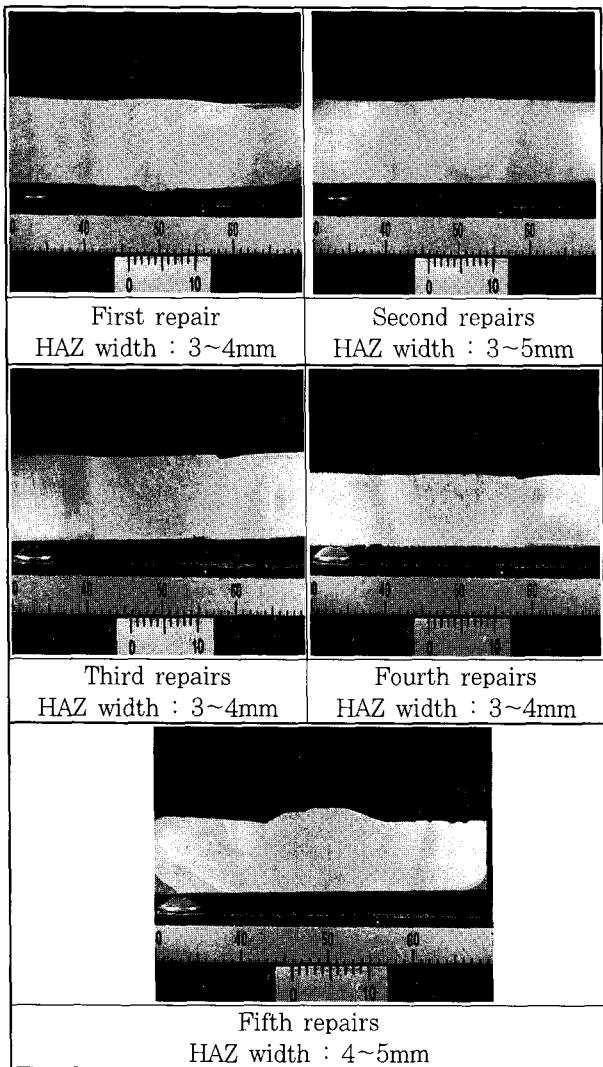 40 50 60
0 10
40 50 60
0 10
First repair
HAZ width : 3~4mm
Second repairs
HAZ width : 3~5mm
40 50 60
0 10
40 50 60
0 10
Third repairs
HAZ width : 3~4mm
Fourth repairs
HAZ width : 3~4mm
40 50 60
0 10
Fifth repairs
HAZ width : 4~5mm